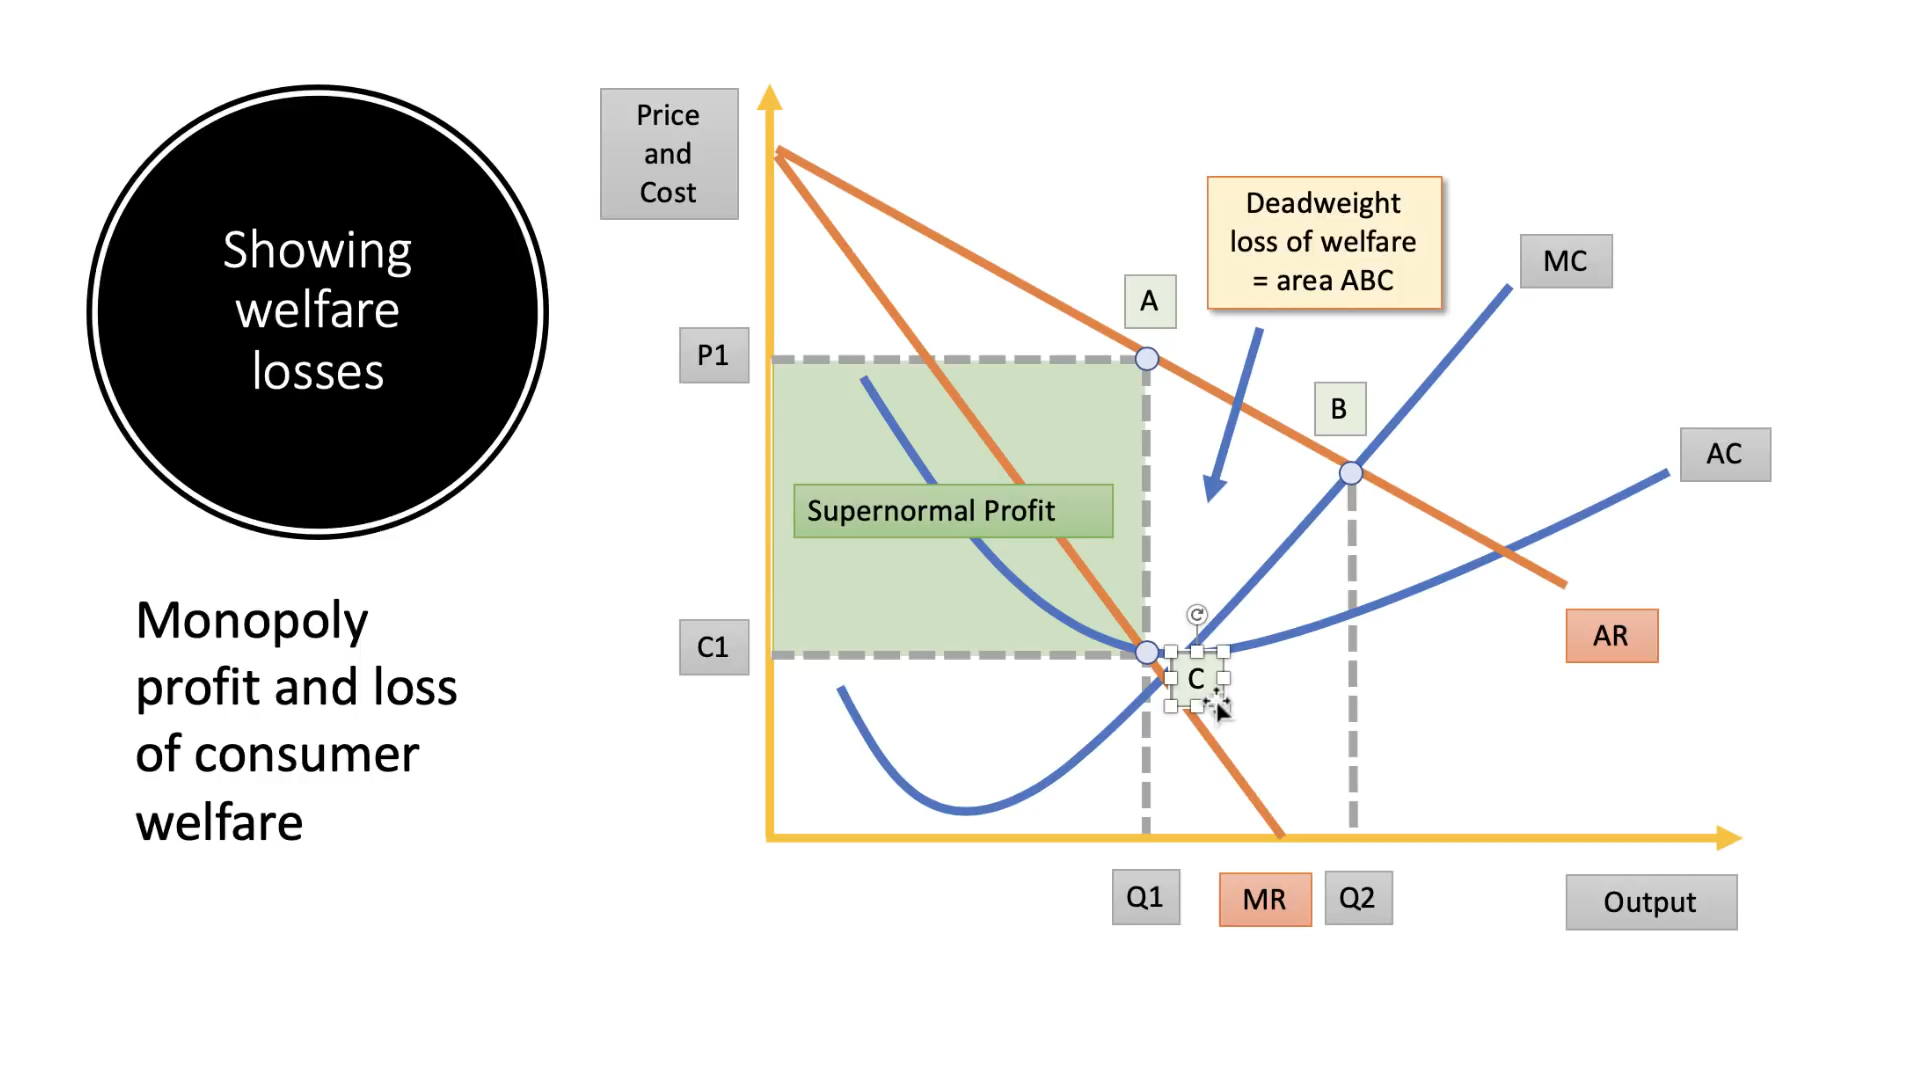 Showing
welfare
losses
Monopoly
profit and loss
of consumer
welfare
Price
and
Cost
Deadweight
loss of welfare
= area ABC
MC
A
P1
B
AC
Supernormal Profit
C1
AR
C
Q1
MR
Q2
Output